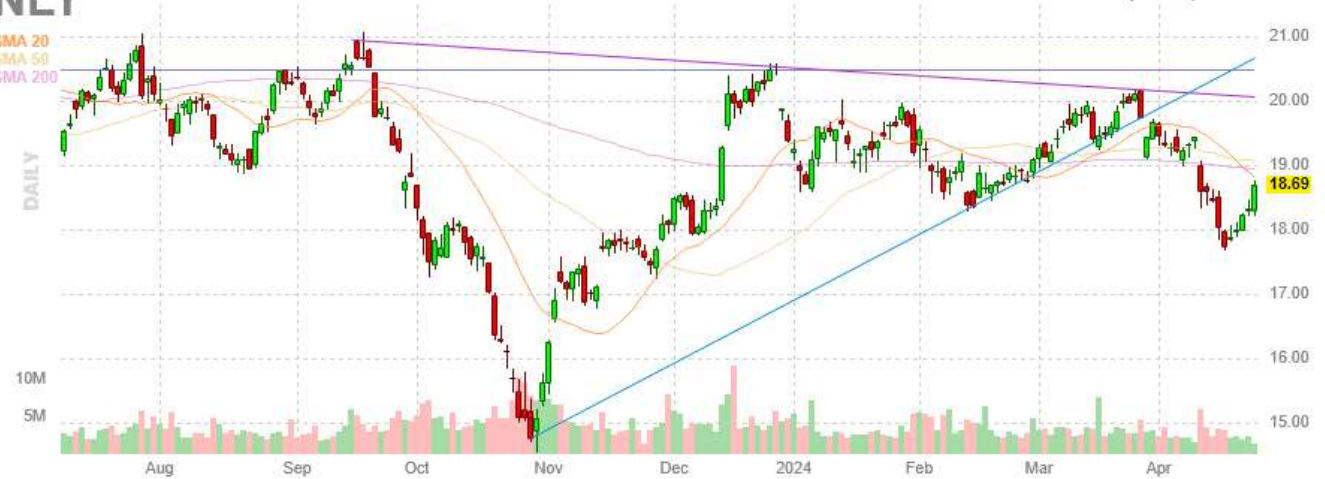 NLY
SMA 20
SMA 50
SMA 200
DAILY
21.00
20.00
19.00
18.69
18.00
17.00
16.00
15.00
10M
5M
Aug Sep Oct Nov Dec 2024 Feb Mar Apr